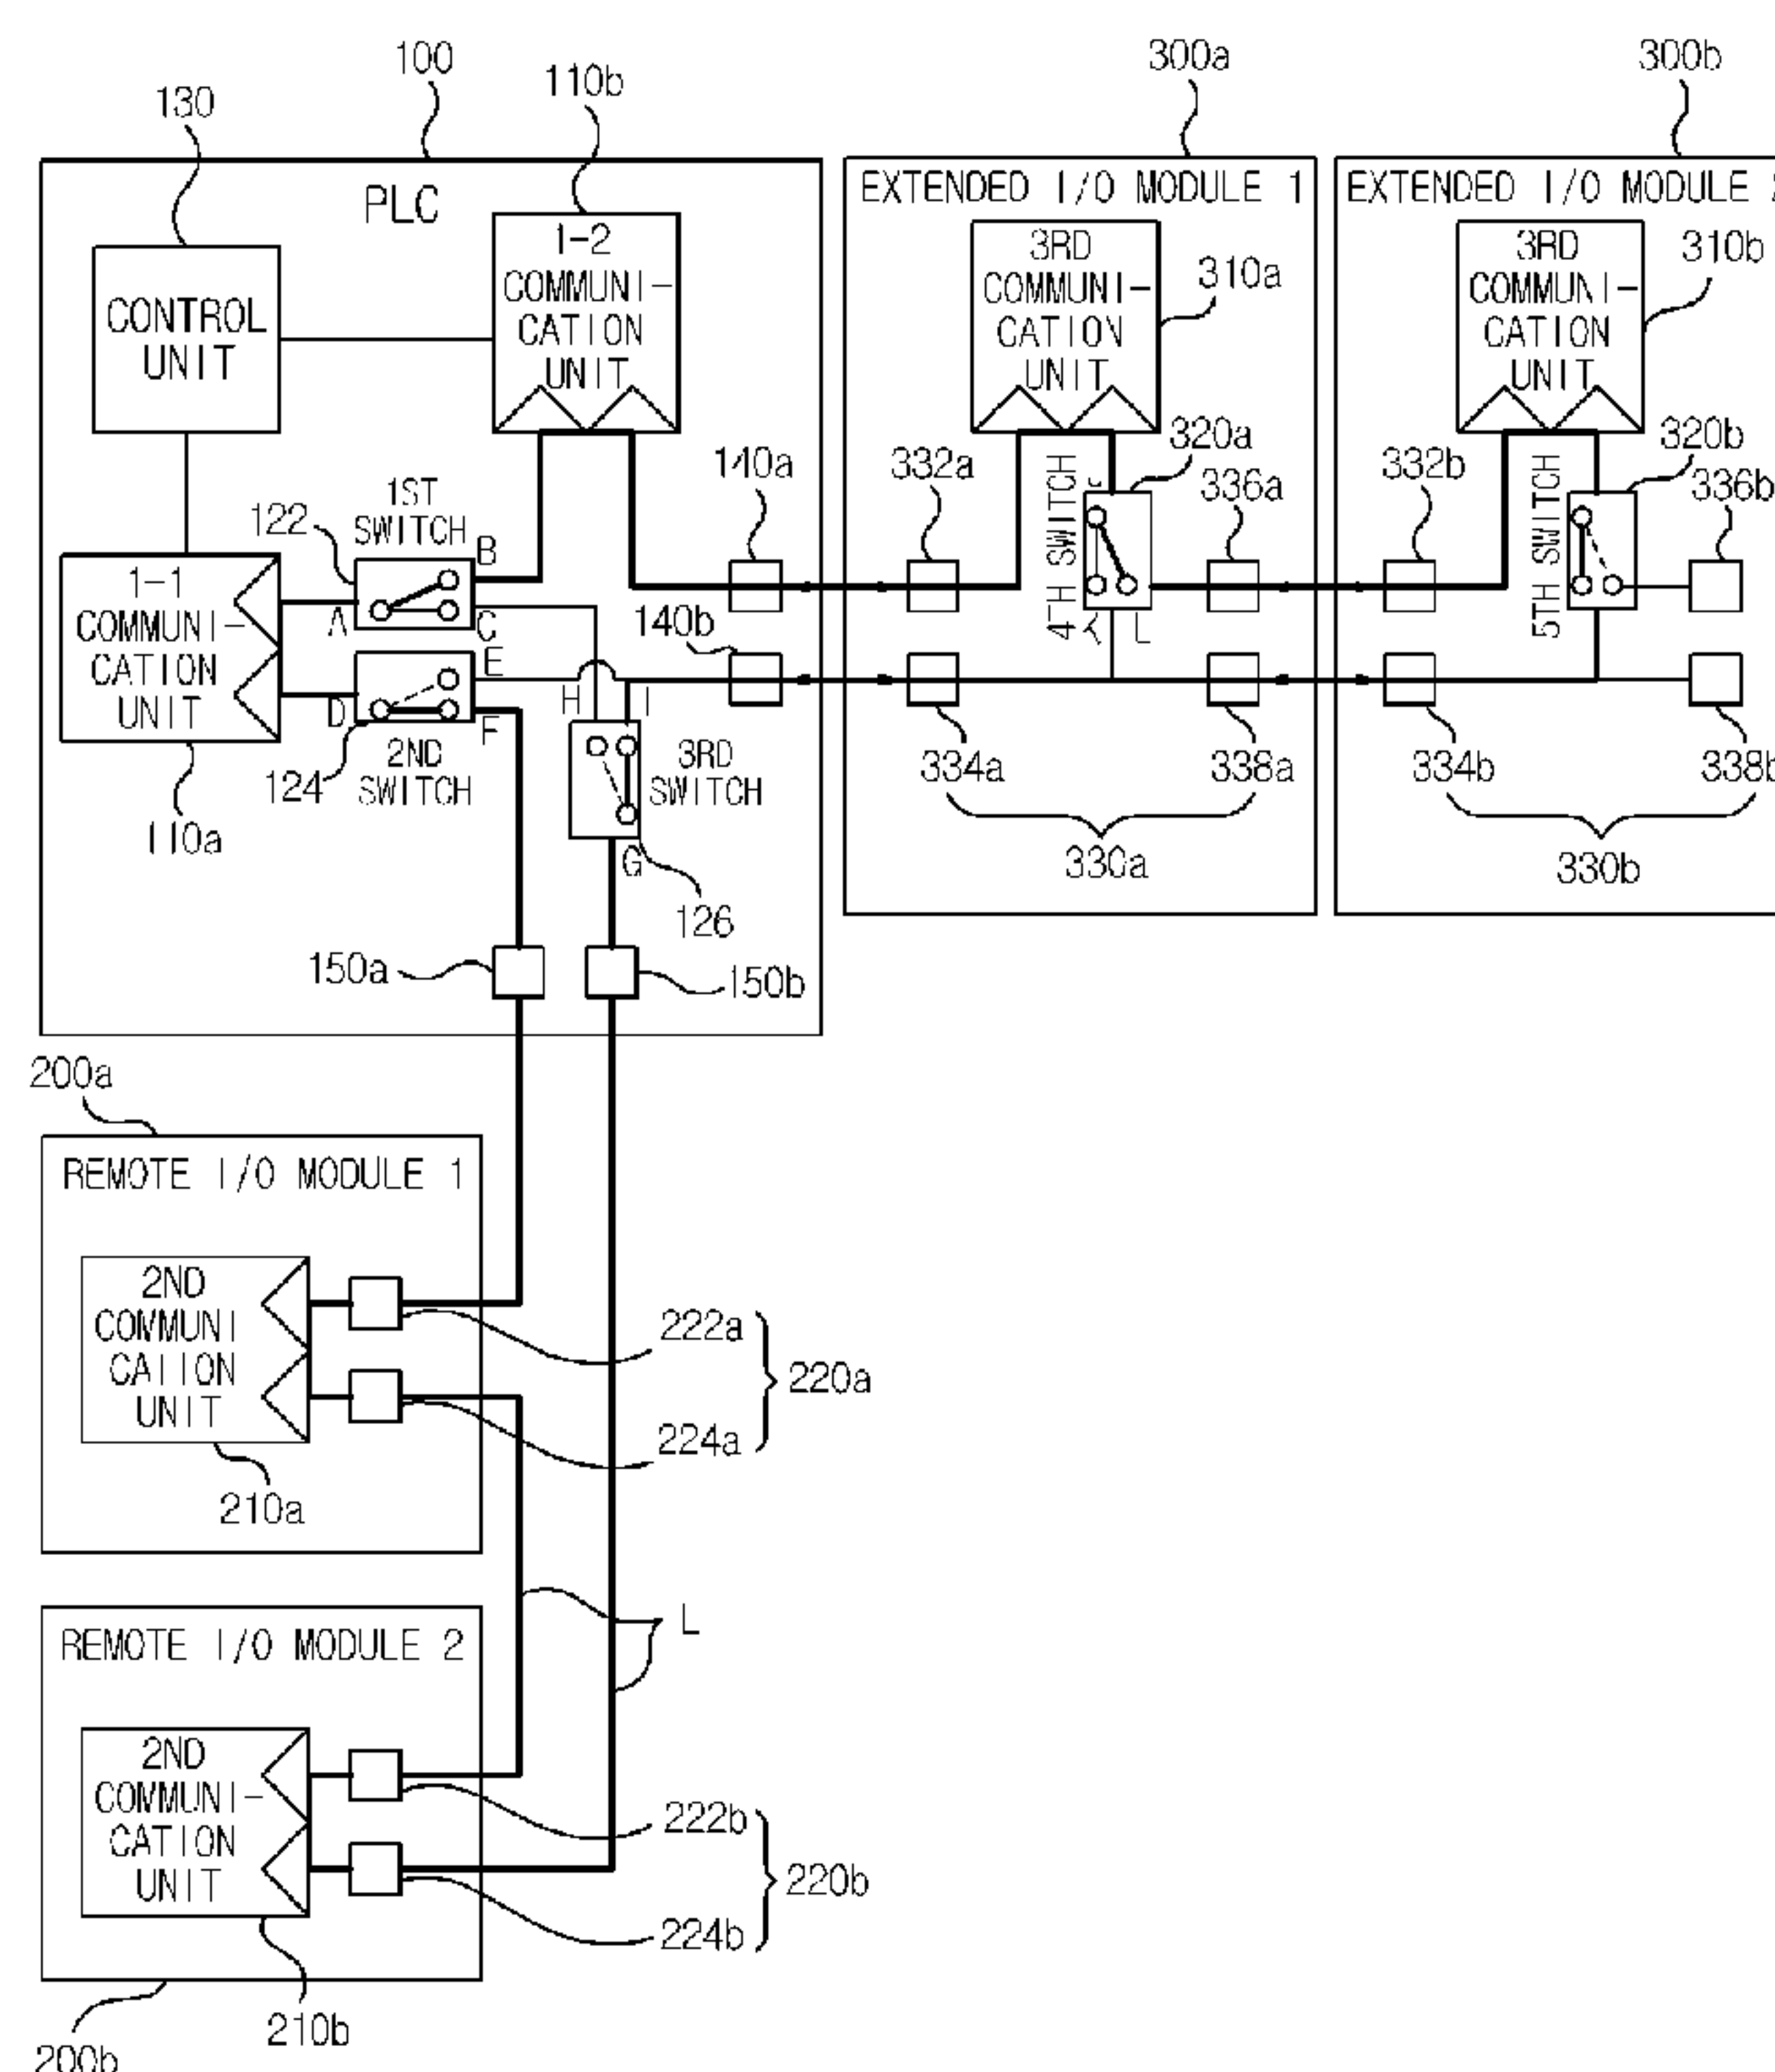 100
300a
300b
130
110b
PLC
EXTENDED I/O MODULE 1
EXTENDED I/O MODULE
CONTROL
UNIT
1-2
COMMUNI-
CATION
UNIT
3RD
COMMUNI-
CATION
UNIT
310a
3RD
COMMUNI-
CATION
UNIT
310b
122
1ST
SWITCH
140a
332a
4TH SWITCH
320a
336a
332b
5TH SWITCH
320b
336b
1-1
COMMUNI-
CATION
UNIT
A
B
C
D
E
F
140b
H
I
L
124
2ND
SWITCH
3RD
SWITCH
334a
338a
334b
338b
110a
G
126
330a
330b
150a
150b
200a
REMOTE I/O MODULE 1
2ND
COMMUNI
CATION
UNIT
222a
220a
224a
210a
L
REMOTE I/O MODULE 2
2ND
COMMUNI-
CATION
UNIT
222b
220b
224b
210b
200b